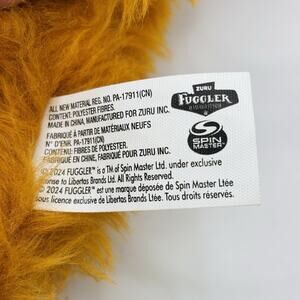 ALL NEW MATERIAL REG. NO. PA-17911(CN)
CONTENT: POLYESTER FIBRES.
MADE IN CHINA, MANUFACTURED FOR ZURU INC.
FABRIQUÉ À PARTIR DE MATÉRIAUX NEUFS
N° D'ENR. PA-17911(CN)
CONTENU: FIBRES DE POLYESTER.
FABRIQUÉ EN CHINE, FABRIQUÉ POUR ZURU INC.
ZURU
FUGGLER
SPIN
MASTER
© 2024 FUGGLER™ is a TM of Spin Master Ltd. under exclusive
license to Libertas Brands Ltd. All Rights Reserved.
© 2024 FUGGLER™ est une marque déposée de Spin Master Ltée
sous licence exclusive de Libertas Brands Ltd. Tous droits réservés.